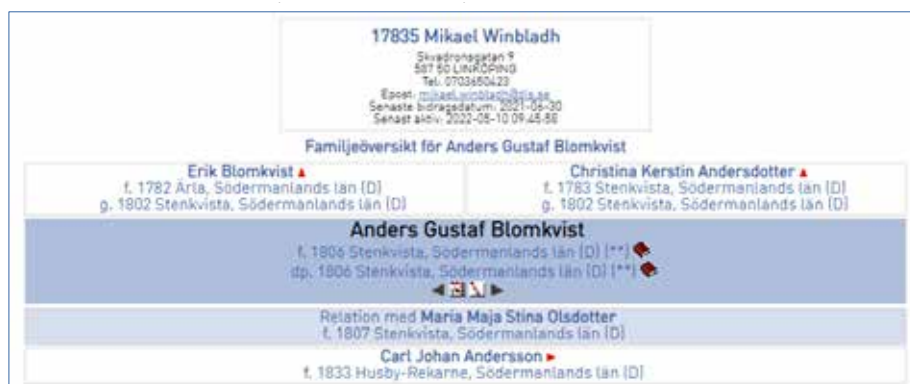 17835 Mikael Winbladh
Skvadronsgatan 9
587 50 LINKÖPING
Tel: 0703650423
Epost: mikael.winbladh@dis.se
Senaste bidragsdatum: 2021-06-30
Senast aktiv: 2022-05-10 09:45:58
Familjeöversikt för Anders Gustaf Blomkvist
Erik Blomkvist
f. 1782 Ärla, Södermanlands län (D)
g. 1802 Stenkvista, Södermanlands län (D)
Christina Kerstin Andersdotter
f. 1783 Stenkvista, Södermanlands län (D)
g. 1802 Stenkvista, Södermanlands län (D)
Anders Gustaf Blomkvist
f. 1806 Stenkvista, Södermanlands län (D) (**)
dp. 1806 Stenkvista, Södermanlands län (D) (**)
Relation med Maria Maja Stina Olsdotter
f. 1807 Stenkvista, Södermanlands län (D)
Carl Johan Andersson
f. 1833 Husby-Rekarne, Södermanlands län (D)